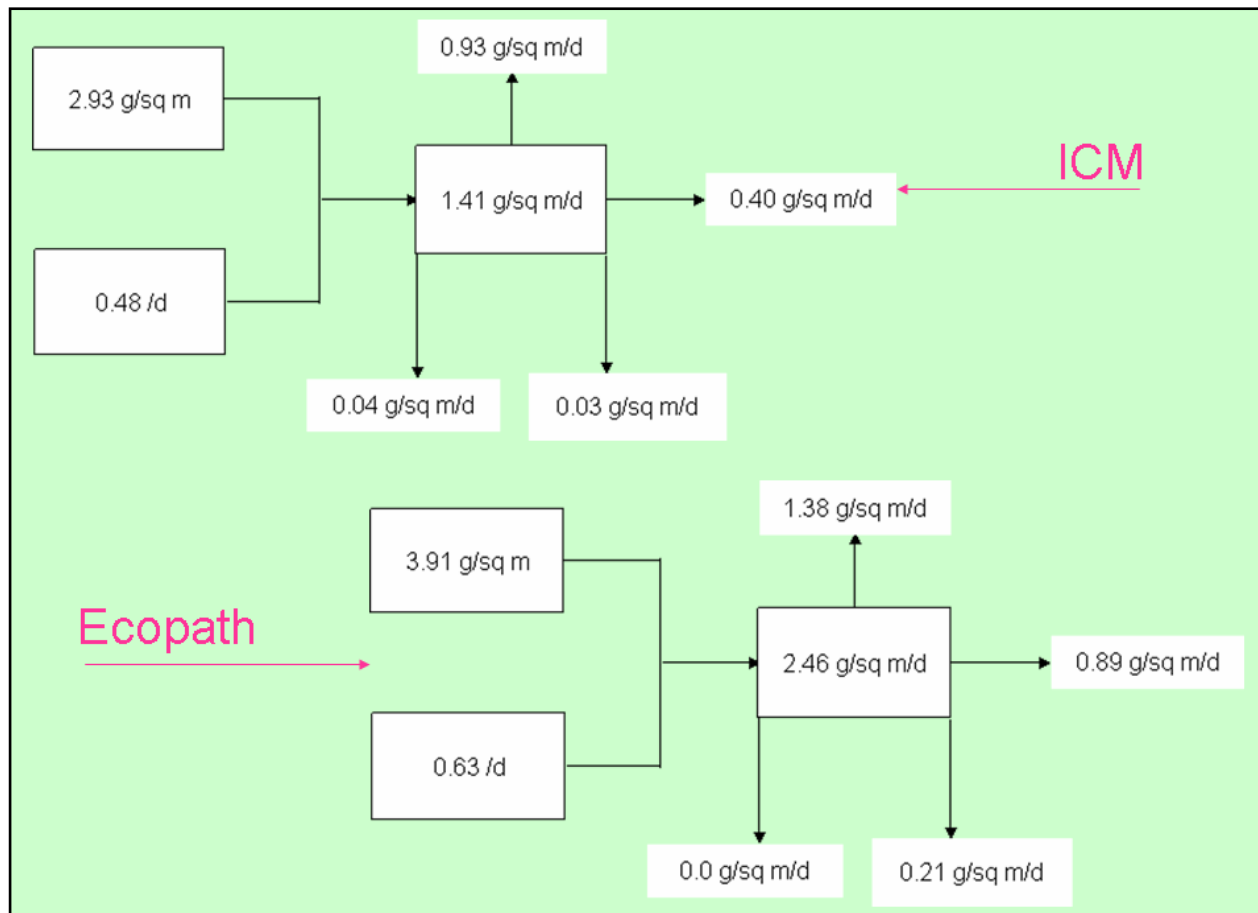 0.93 g/sq m/d
2.93 g/sq m
ICM
1.41 g/sq m/d
0.40 g/sq m/d
0.48 /d
0.04 g/sq m/d
0.03 g/sq m/d
1.38 g/sq m/d
3.91 g/sq m
Ecopath
2.46 g/sq m/d
0.89 g/sq m/d
0.63 /d
0.0 g/sq m/d
0.21 g/sq m/d